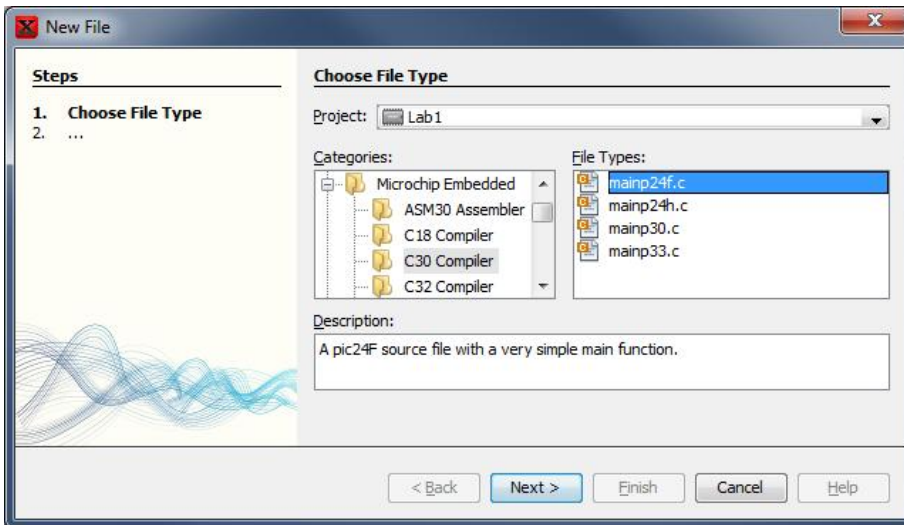 New File
Steps
1. Choose File Type
2. ...
Choose File Type
Project: Lab1
Categories:
Microchip Embedded
ASM30 Assembler
C18 Compiler
C30 Compiler
C32 Compiler
File Types:
mainp24f.c
mainp24h.c
mainp30.c
mainp33.c
Description:
A pic24F source file with a very simple main function.
< Back
Next >
Finish
Cancel
Help